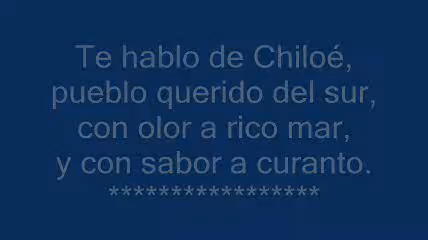 Te hablo de Chiloé,
pueblo querido del sur,
con olor a rico mar,
y con sabor a curanto.
*****************